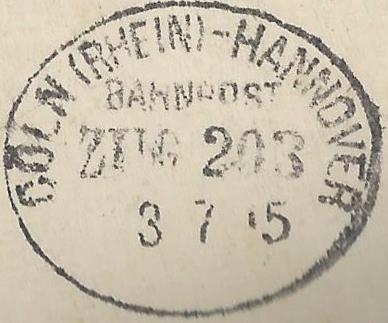 CÖLN (RHEIN)-HANNOVER
BAHNPOST
ZUG 203
3 7 15